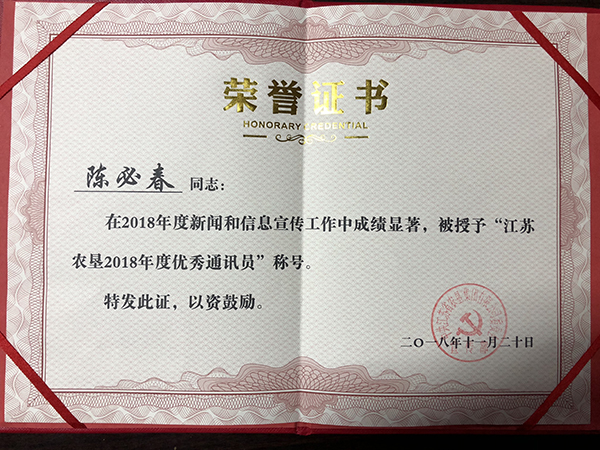 荣誉证书
HONORARY CREDENTIAL
陈必春 同志：
在2018年度新闻和信息宣传工作中成绩显著，被授予“江苏
农垦2018年度优秀通讯员”称号。
特发此证，以资鼓励。
二〇一八年十一月二十日